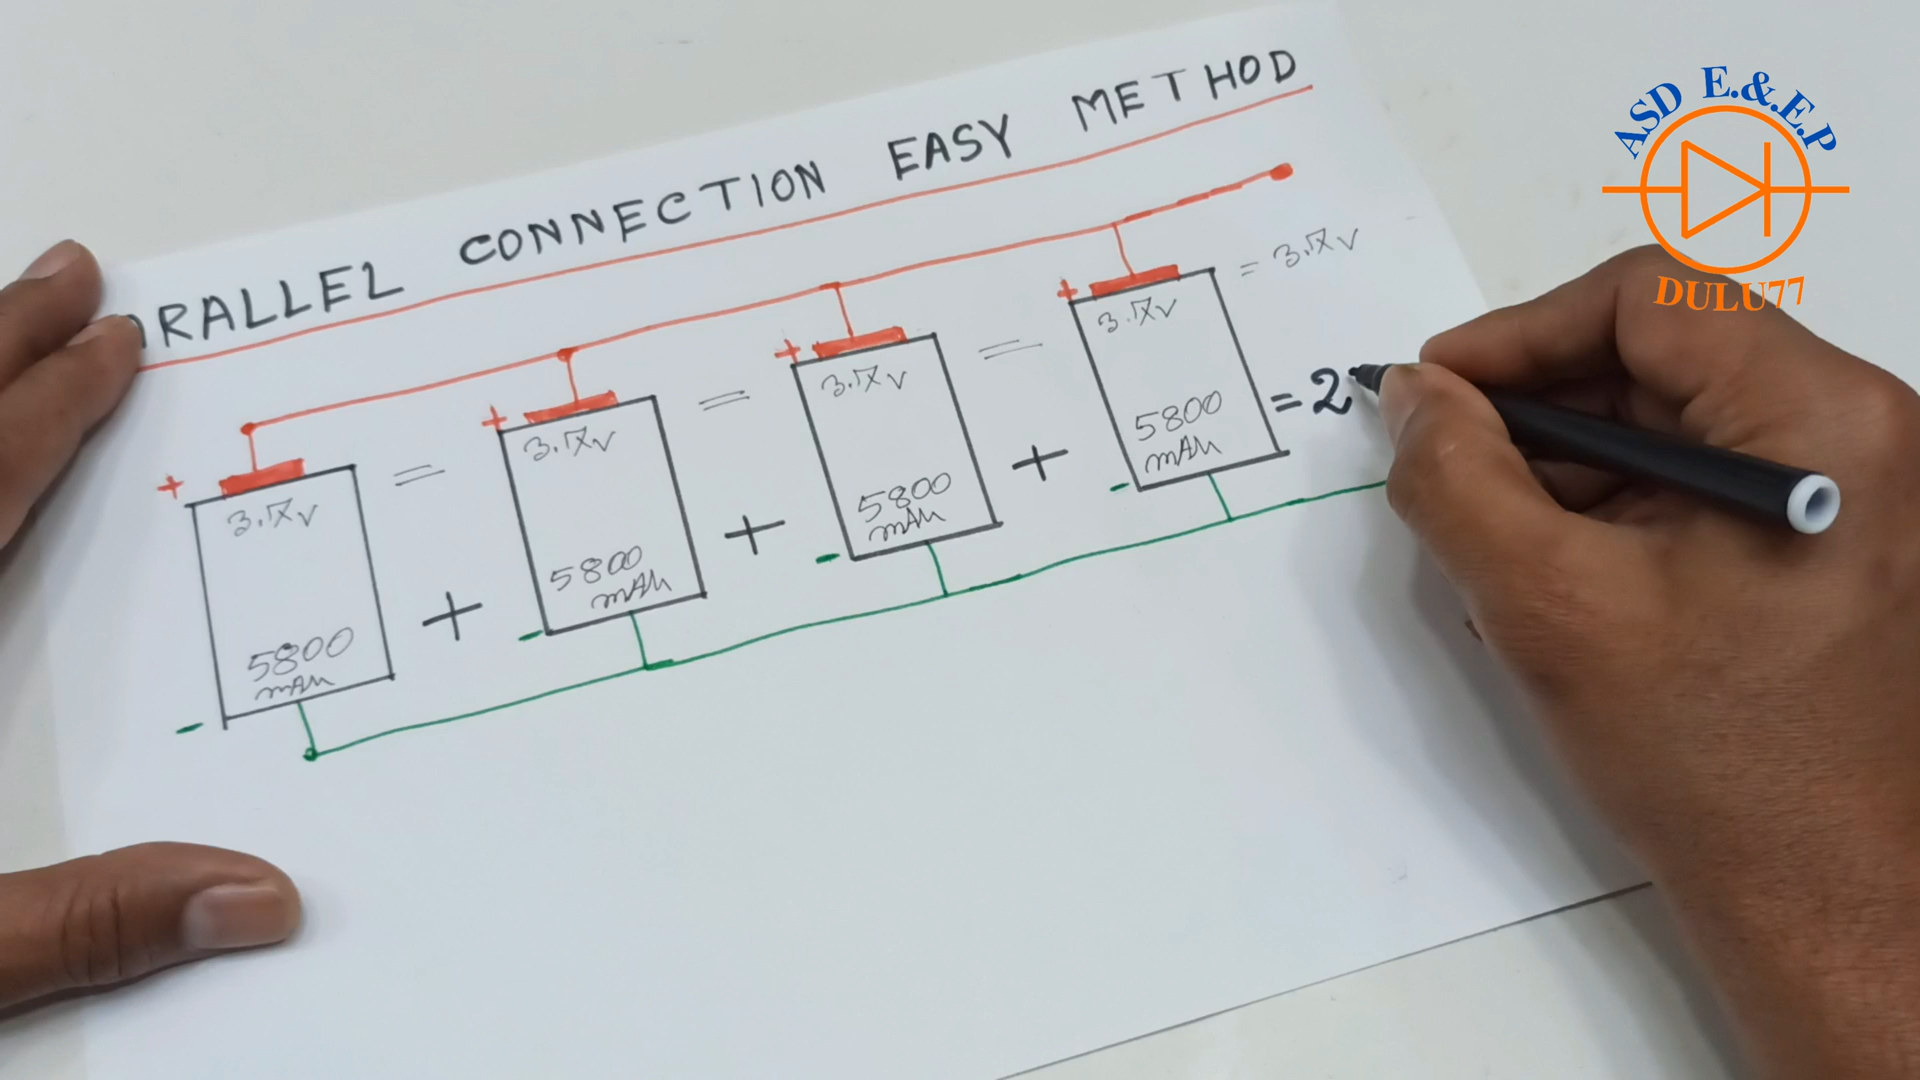 ARALLEL CONNECTION EASY METHOD
ASD E.&.E.P
DULU77
+ 3.7V 5800 mAh -
=
+
+ 3.7V 5800 mAh -
=
+
+ 3.7V 5800 mAh -
=
+
+ 3.7V 5800 mAh -
= 3.7V
= 2